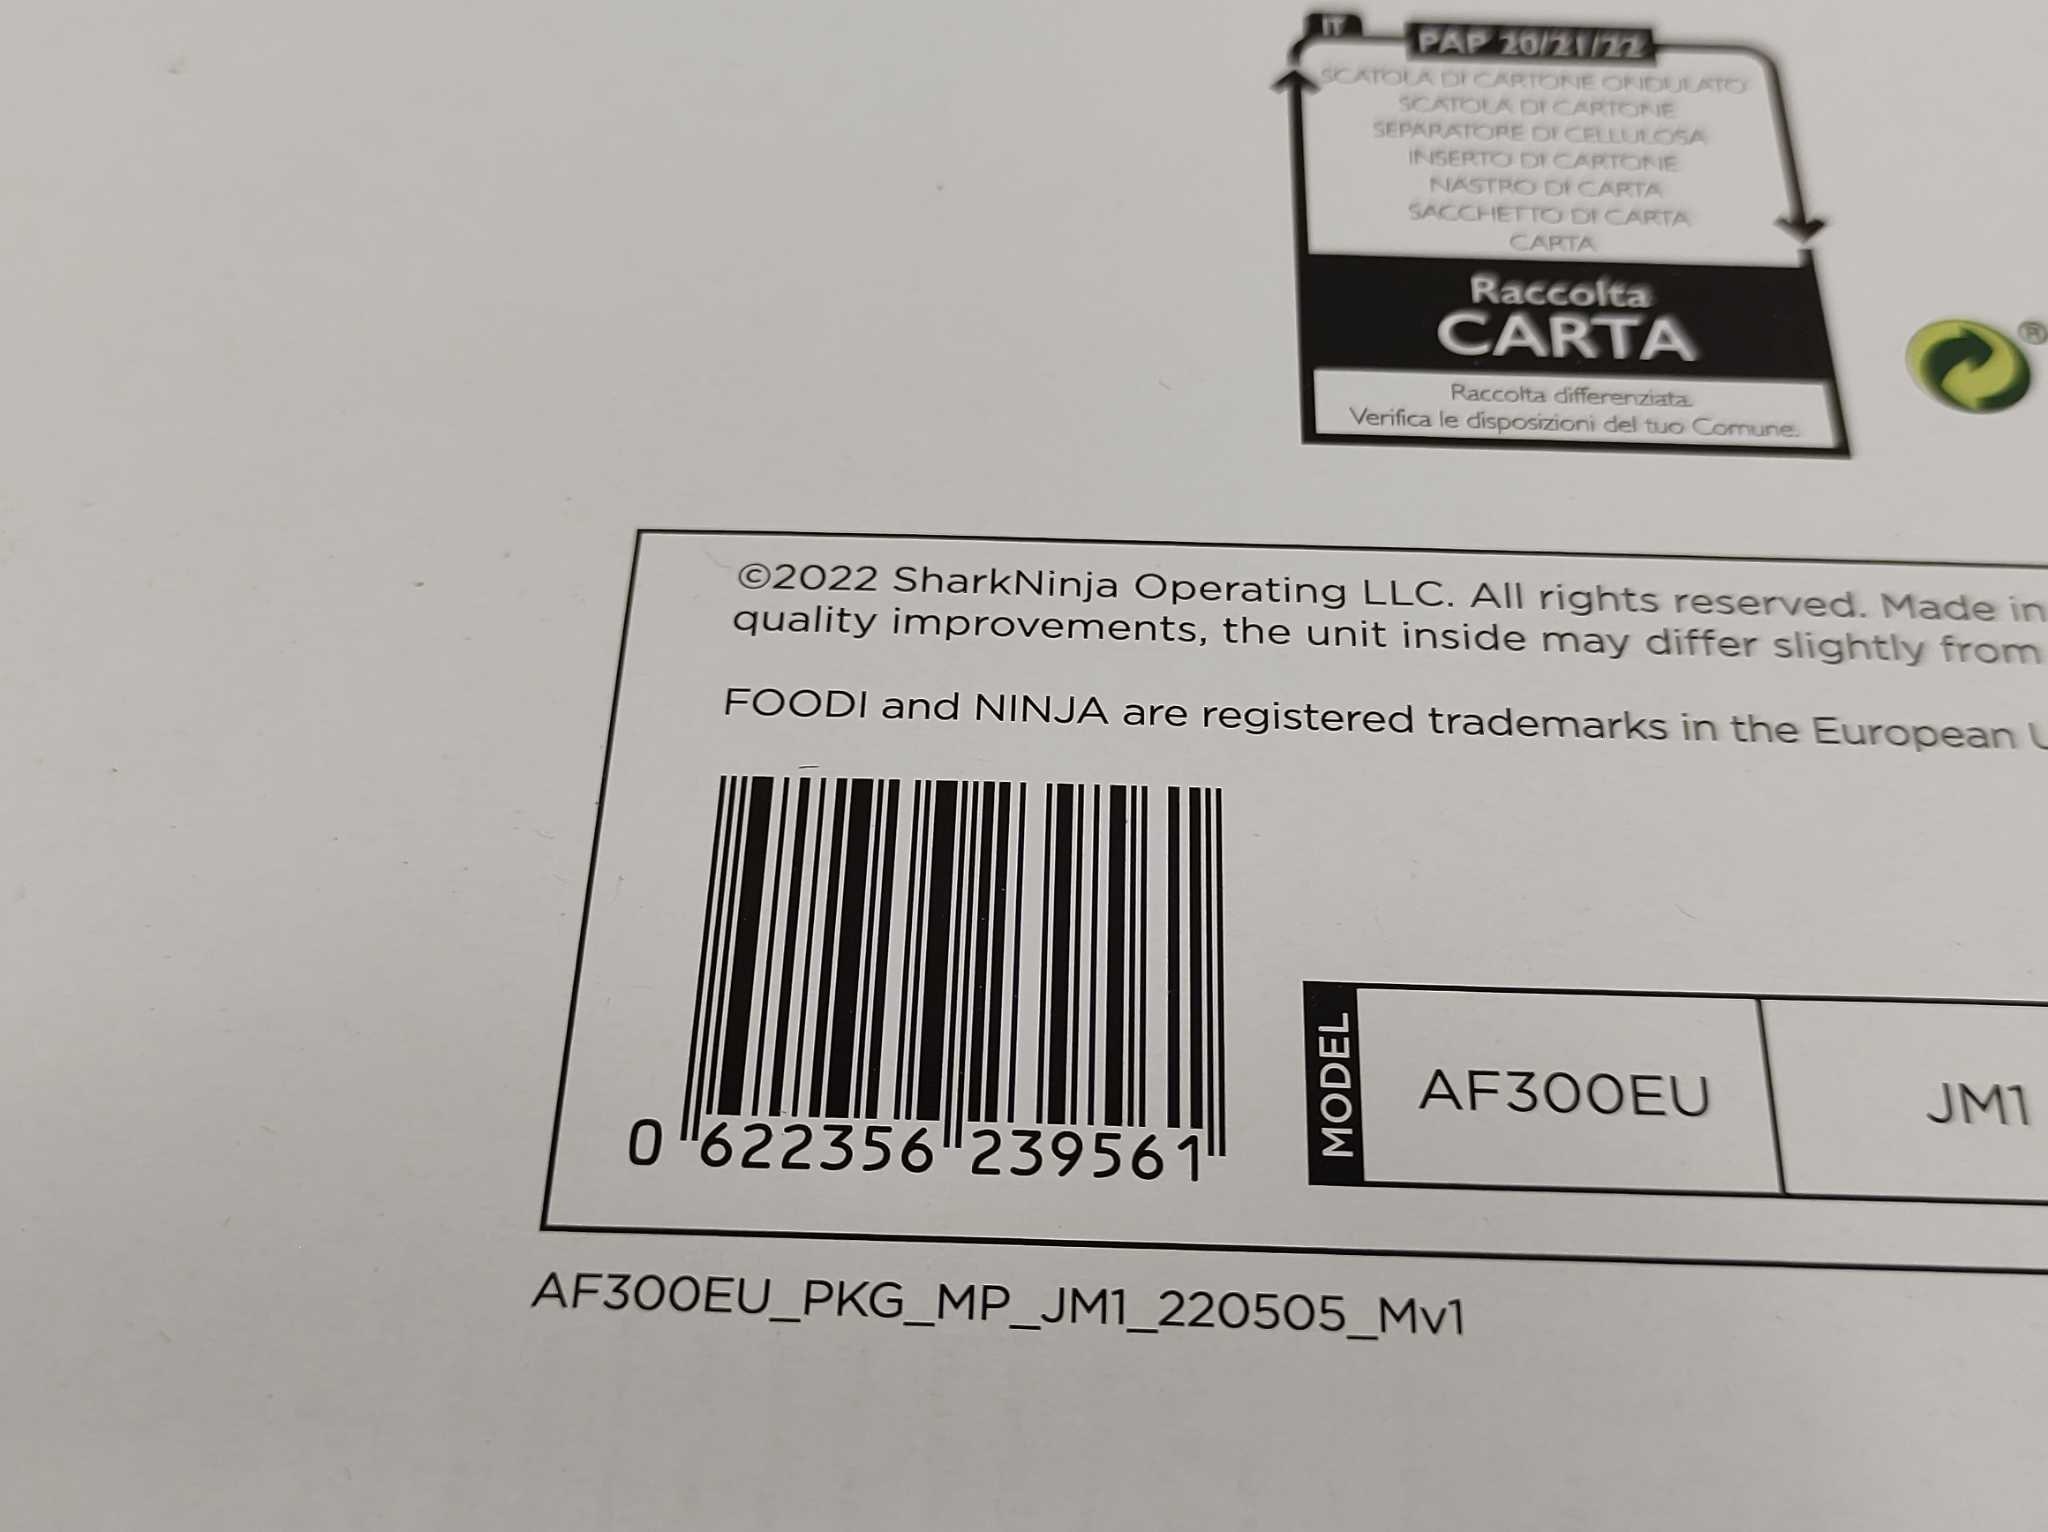 IT
PAP 20/21/22
SCATOLA DI CARTONE ONDULATO
SCATOLA DI CARTONE
SEPARATORE DI CELLULOSA
INSERTO DI CARTONE
NASTRO DI CARTA
SACCHETTO DI CARTA
CARTA
Raccolta
CARTA
Raccolta differenziata.
Verifica le disposizioni del tuo Comune.
®
©2022 SharkNinja Operating LLC. All rights reserved. Made in
quality improvements, the unit inside may differ slightly from
FOODI and NINJA are registered trademarks in the European U
0 622356 239561
MODEL
AF300EU
JM1
AF300EU_PKG_MP_JM1_220505_Mv1